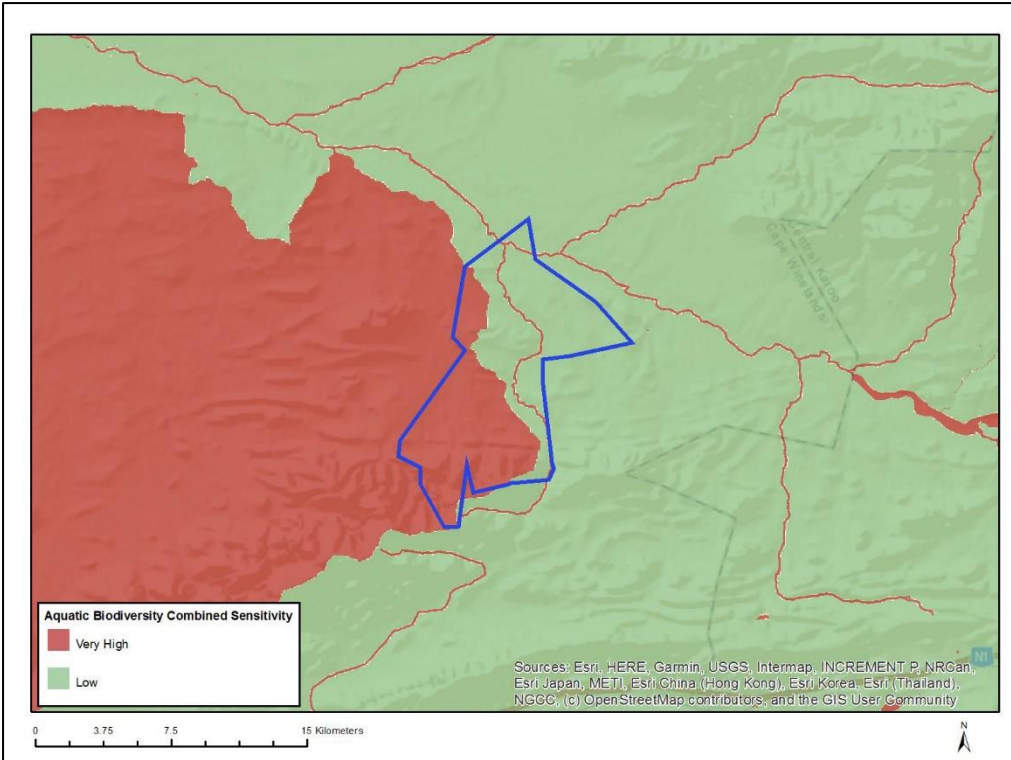 Central Karoo
Cape Winelands
Aquatic Biodiversity Combined Sensitivity
Very High
Low
N1
Sources: Esri, HERE, Garmin, USGS, Intermap, INCREMENT P, NRCan,
Esri Japan, METI, Esri China (Hong Kong), Esri Korea, Esri (Thailand),
NGCC, (c) OpenStreetMap contributors, and the GIS User Community
0 3.75 7.5 15 Kilometers
N